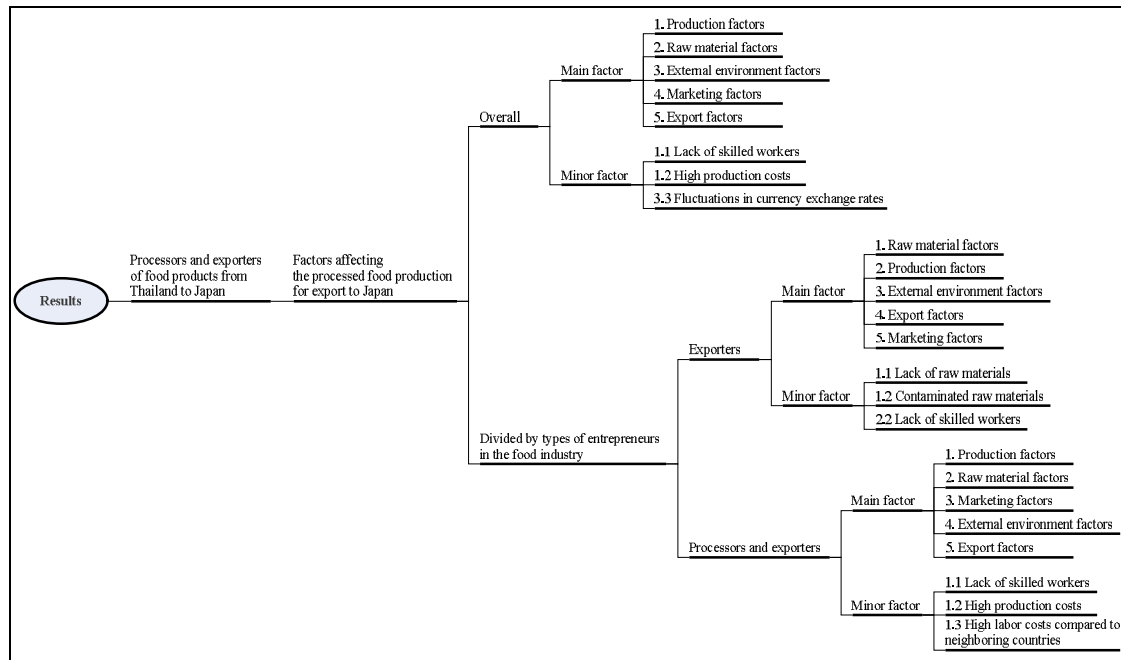 Results
Processors and exporters
of food products from
Thailand to Japan
Factors affecting
the processed food production
for export to Japan
Overall
Main factor
1. Production factors
2. Raw material factors
3. External environment factors
4. Marketing factors
5. Export factors
Minor factor
1.1 Lack of skilled workers
1.2 High production costs
3.3 Fluctuations in currency exchange rates
Divided by types of entrepreneurs
in the food industry
Exporters
Main factor
1. Raw material factors
2. Production factors
3. External environment factors
4. Export factors
5. Marketing factors
Minor factor
1.1 Lack of raw materials
1.2 Contaminated raw materials
2.2 Lack of skilled workers
Processors and exporters
Main factor
1. Production factors
2. Raw material factors
3. Marketing factors
4. External environment factors
5. Export factors
Minor factor
1.1 Lack of skilled workers
1.2 High production costs
1.3 High labor costs compared to
neighboring countries